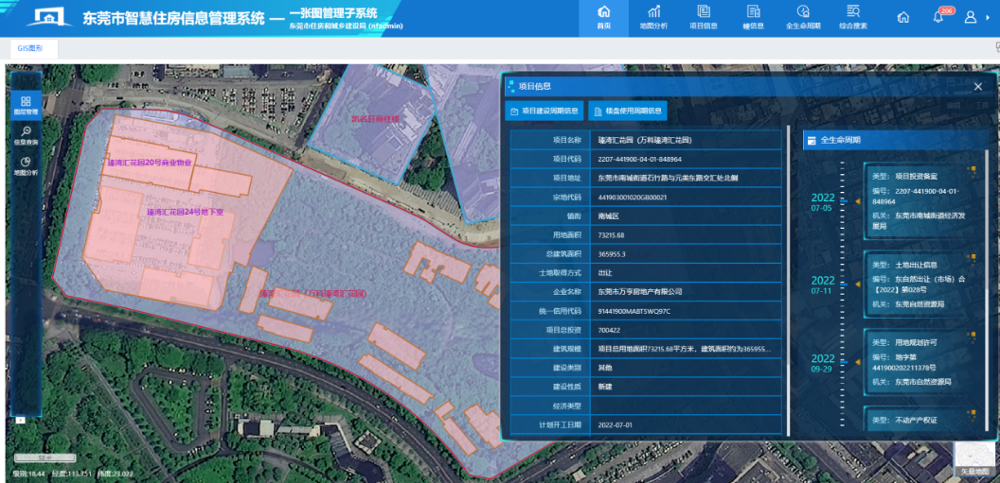 东莞市智慧住房信息管理系统 — 一张图管理子系统
东莞市住房和城乡建设局 (nfadmin)
首页
地图分析
项目信息
幢信息
全生命周期
综合搜索
206
GIS图形
图层管理
信息查询
地图分析
瑧湾汇花园20号商业物业
瑧湾汇花园24号地下室
凯名轩商住楼
瑧湾汇花园（万科瑧湾汇花园）
项目信息
项目建设周期信息
楼盘使用周期信息
项目名称 瑧湾汇花园（万科瑧湾汇花园）
项目代码 2207-441900-04-01-848964
项目地址 东莞市南城街道石竹路与元美东路交汇处北侧
宗地代码 441903001020GB00021
镇街 南城区
用地面积 73215.68
总建筑面积 365955.3
土地取得方式 出让
企业名称 东莞市万亨房地产有限公司
统一信用代码 91441900MABT5WQ97C
项目总投资 700422
建筑规模 项目总用地面积73215.68平方米，建筑面积约为365955...
建设类别 其他
建设性质 新建
经济类型
计划开工日期 2022-07-01
全生命周期
2022
07-05
类型： 项目投资备案
编号： 2207-441900-04-01-
848964
机关： 东莞市南城街道经济发
展局
2022
07-11
类型： 土地出让信息
编号： 东自然出让（市场）合
【2022】第028号
机关： 东莞自然资源局
2022
09-29
类型： 用地规划许可
编号： 地字第
441900202211378号
机关： 东莞市自然资源局
类型： 不动产产权证
50 m
级别:18.44 经度:113.751 纬度:23.022
矢量地图